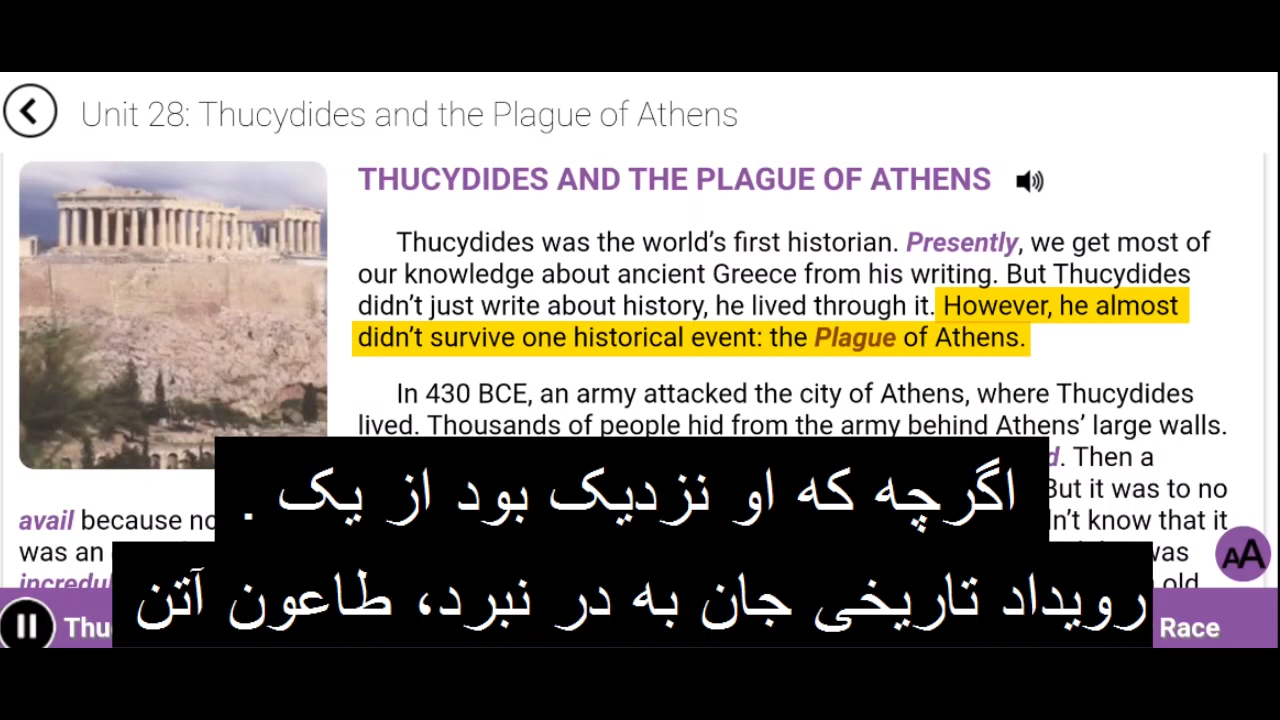 Unit 28: Thucydides and the Plague of Athens
THUCYDIDES AND THE PLAGUE OF ATHENS
Thucydides was the world’s first historian. Presently, we get most of
our knowledge about ancient Greece from his writing. But Thucydides
didn’t just write about history, he lived through it. However, he almost
didn’t survive one historical event: the Plague of Athens.
In 430 BCE, an army attacked the city of Athens, where Thucydides
lived. Thousands of people hid from the army behind Athens’ large walls.
Then a
But it was to no
avail because
know that it
was an
was
old
اگرچه که او نزدیک بود از یک .
رویداد تاریخی جان به در نبرد، طاعون آتن
Race